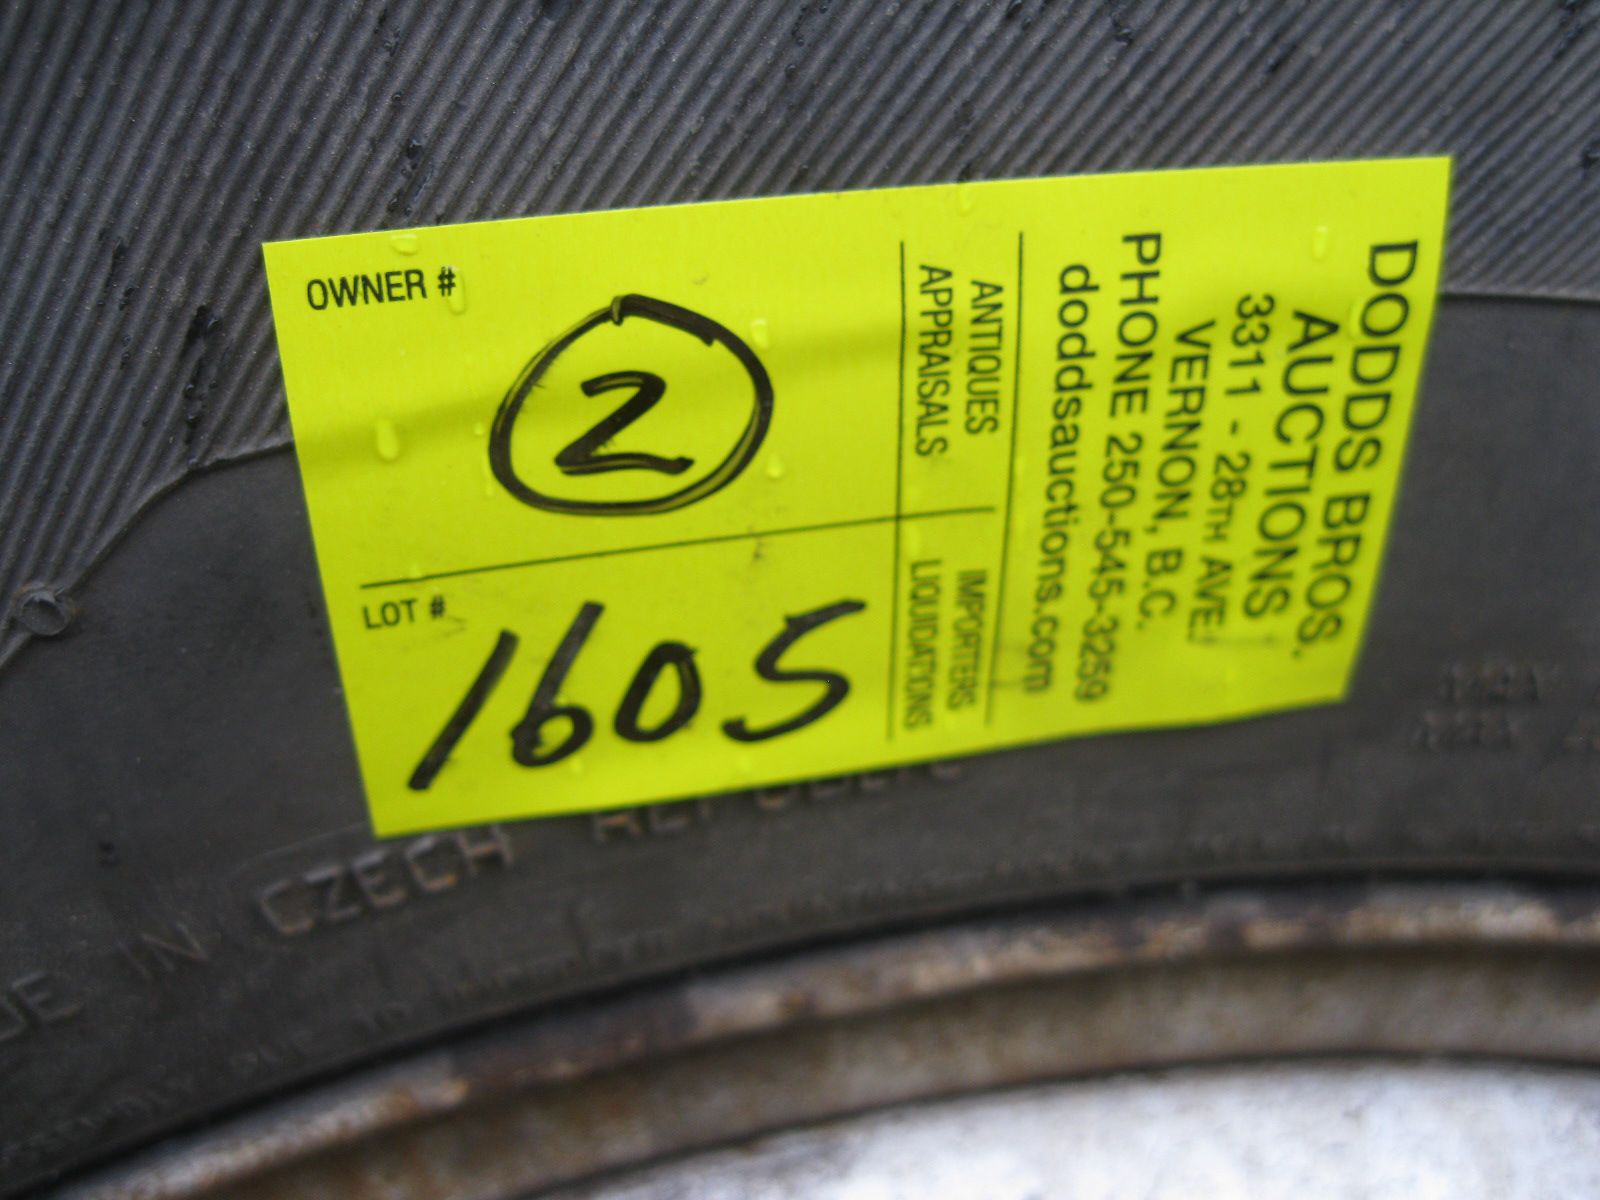 DODDS BROS.
AUCTIONS
3311 - 28TH AVE.
VERNON, B.C.
PHONE 250-545-3259
doddsauctions.com
ANTIQUES
APPRAISALS
IMPORTERS
LIQUIDATIONS
OWNER #
2
LOT #
1605
IN CZECH REPUBLIC